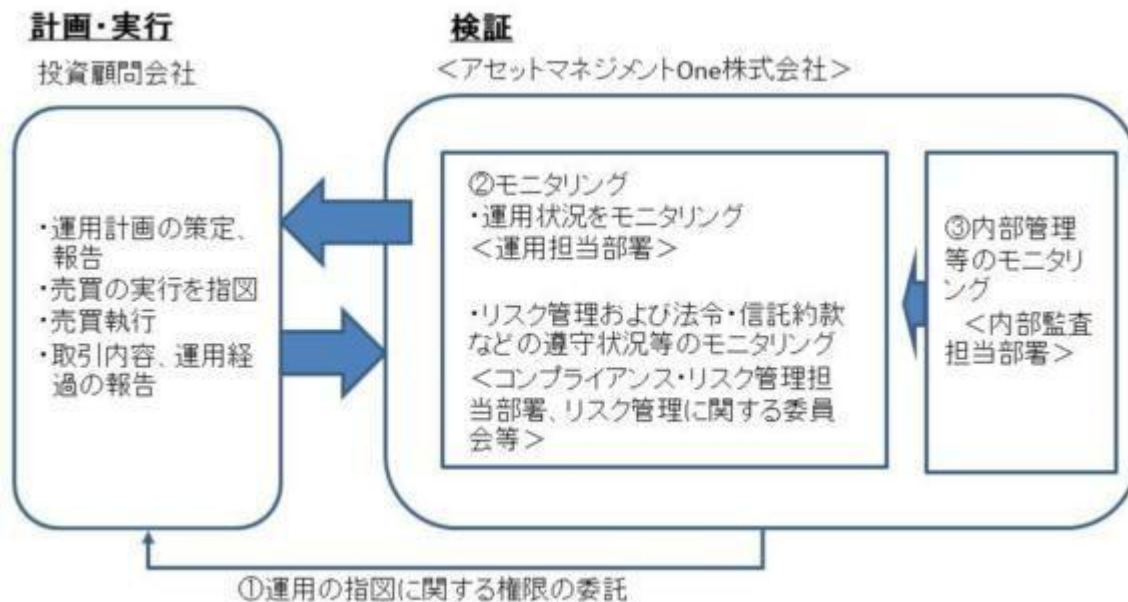 計画・実行
投資顧問会社
・運用計画の策定、
報告
・売買の実行を指図
・売買執行
・取引内容、運用経
過の報告
検証
＜アセットマネジメントOne株式会社＞
②モニタリング
・運用状況をモニタリング
＜運用担当部署＞
・リスク管理および法令・信託約款
などの遵守状況等のモニタリング
＜コンプライアンス・リスク管理担
当部署、リスク管理に関する委員
会等＞
③内部管理
等のモニタリ
ング
＜内部監査
担当部署＞
①運用の指図に関する権限の委託